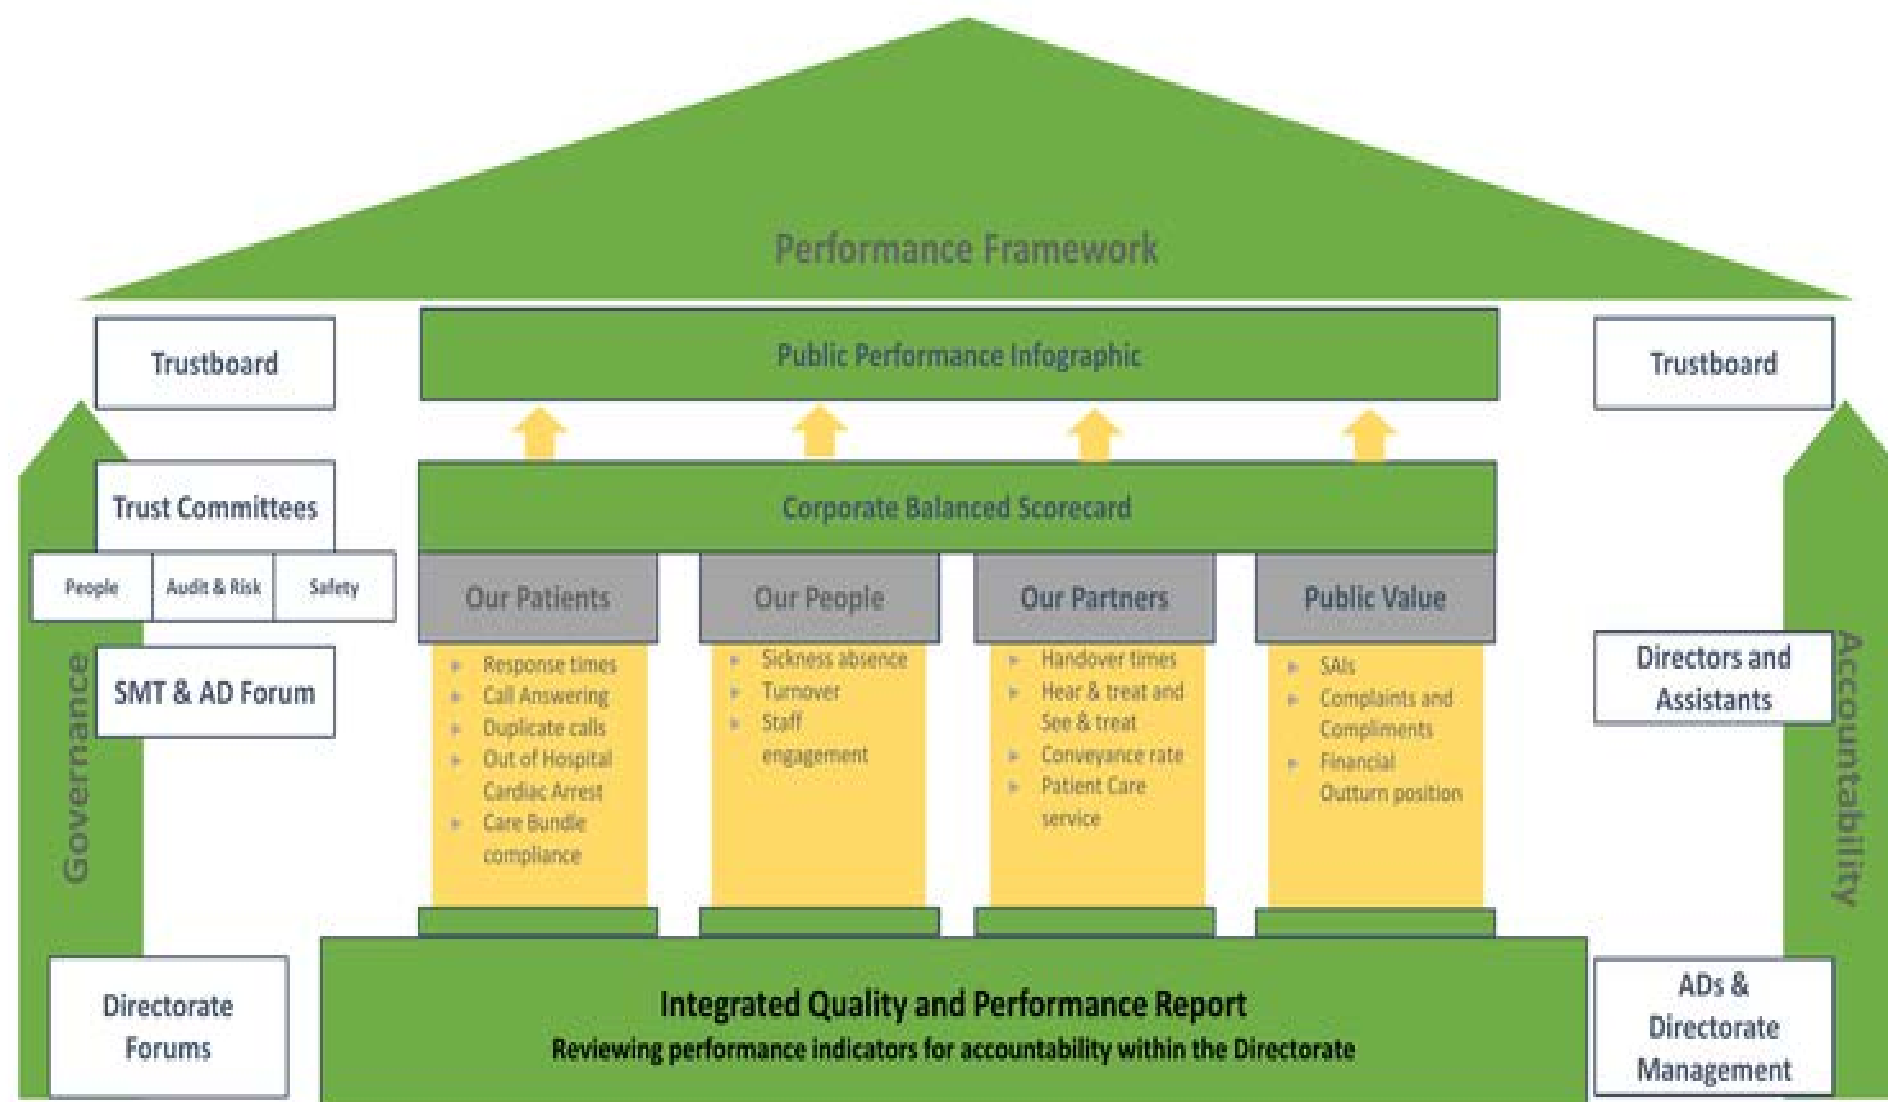 Performance Framework
Trustboard
Public Performance Infographic
Trustboard
Trust Committees
Corporate Balanced Scorecard
People
Audit & Risk
Safety
Our Patients
Our People
Our Partners
Public Value
SMT & AD Forum
Response times
Call Answering
Duplicate calls
Out of Hospital
Cardiac Arrest
Care Bundle
compliance
Sickness absence
Turnover
Staff
engagement
Handover times
Hear & treat and
See & treat
Conveyance rate
Patient Care
service
SAIs
Complaints and
Compliments
Financial
Outturn position
Directors and
Assistants
Governance
Accountability
Directorate
Forums
Integrated Quality and Performance Report
Reviewing performance indicators for accountability within the Directorate
ADs &
Directorate
Management